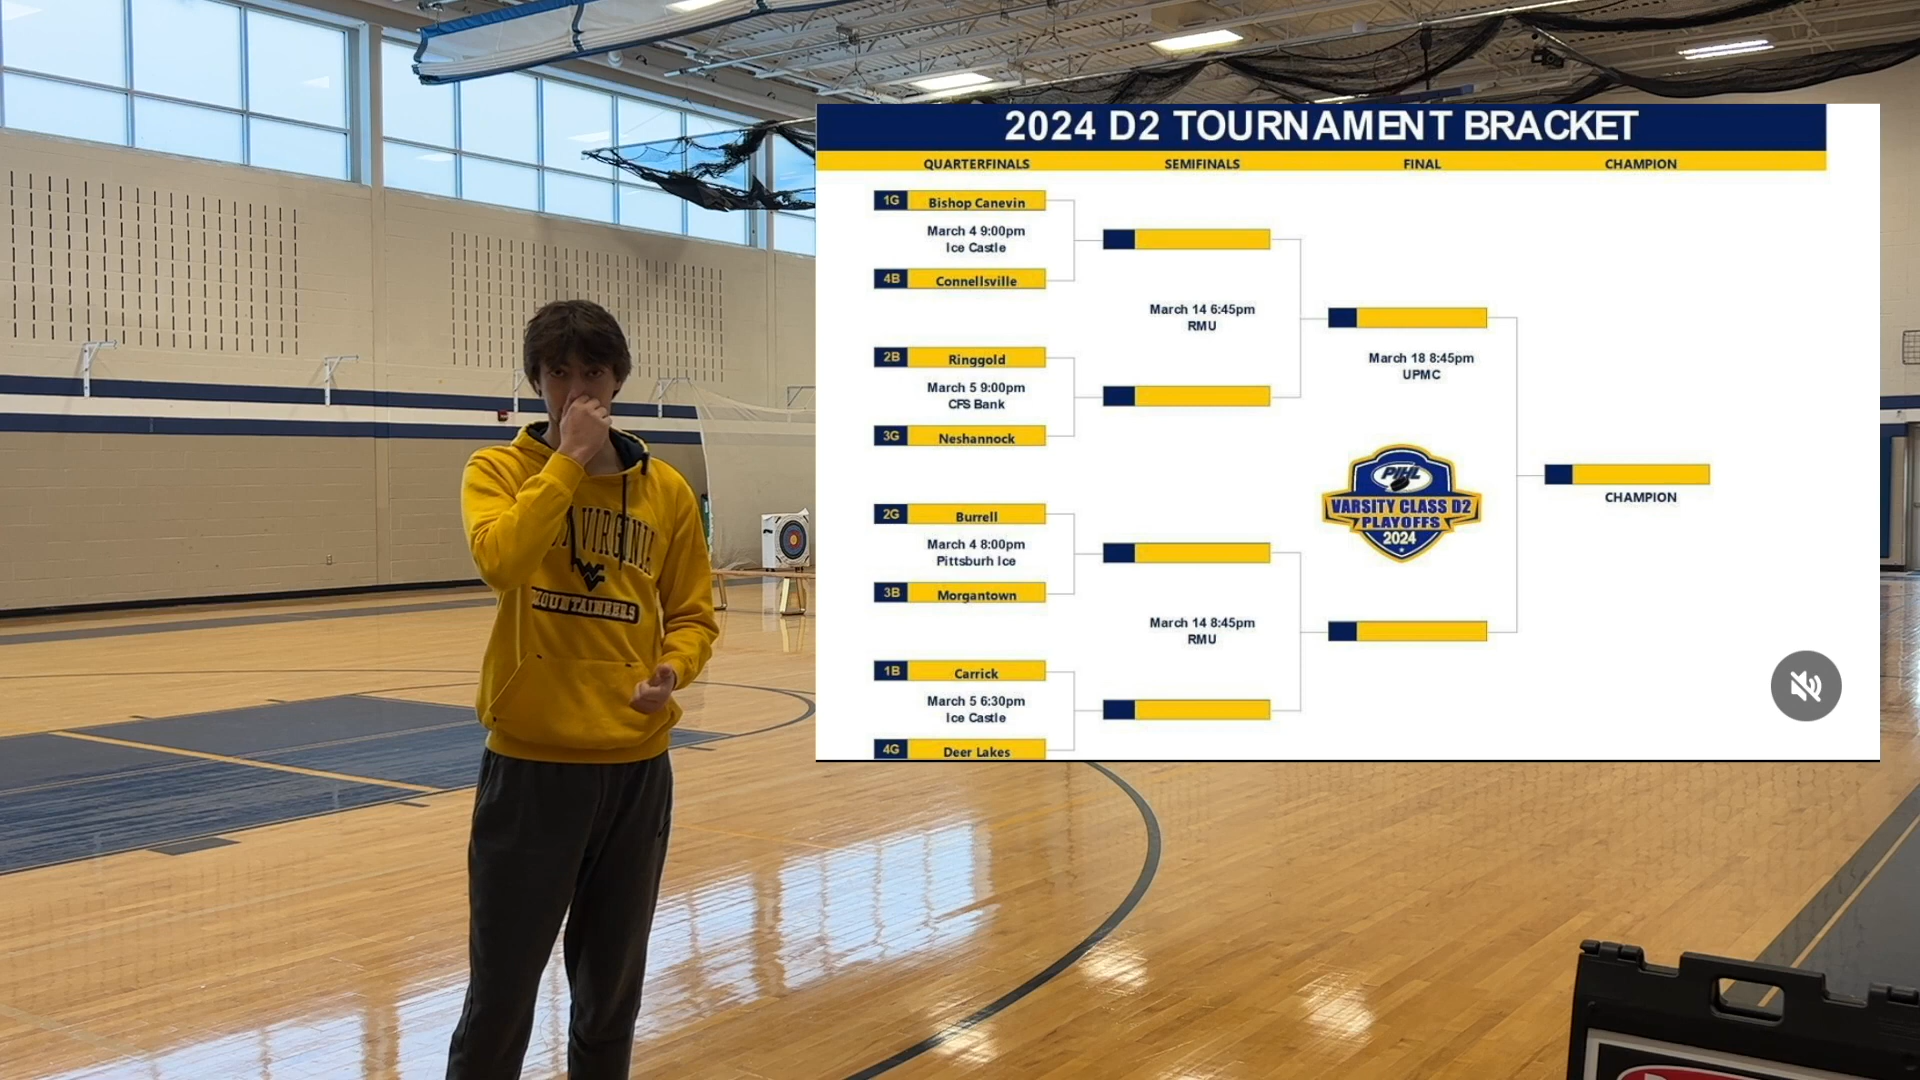 2024 D2 TOURNAMENT BRACKET
QUARTERFINALS SEMIFINALS FINAL CHAMPION
1G Bishop Canevin
March 4 9:00pm
Ice Castle
4B Connellsville
March 14 6:45pm
RMU
2B Ringgold
March 5 9:00pm
CFS Bank
3G Neshannock
March 18 8:45pm
UPMC
2G Burrell
March 4 8:00pm
Pittsburh Ice
3B Morgantown
PIHL
VARSITY CLASS D2
PLAYOFFS
2024
CHAMPION
March 14 8:45pm
RMU
1B Carrick
March 5 6:30pm
Ice Castle
4G Deer Lakes
VIRGINIA
WV
MOUNTAINEERS